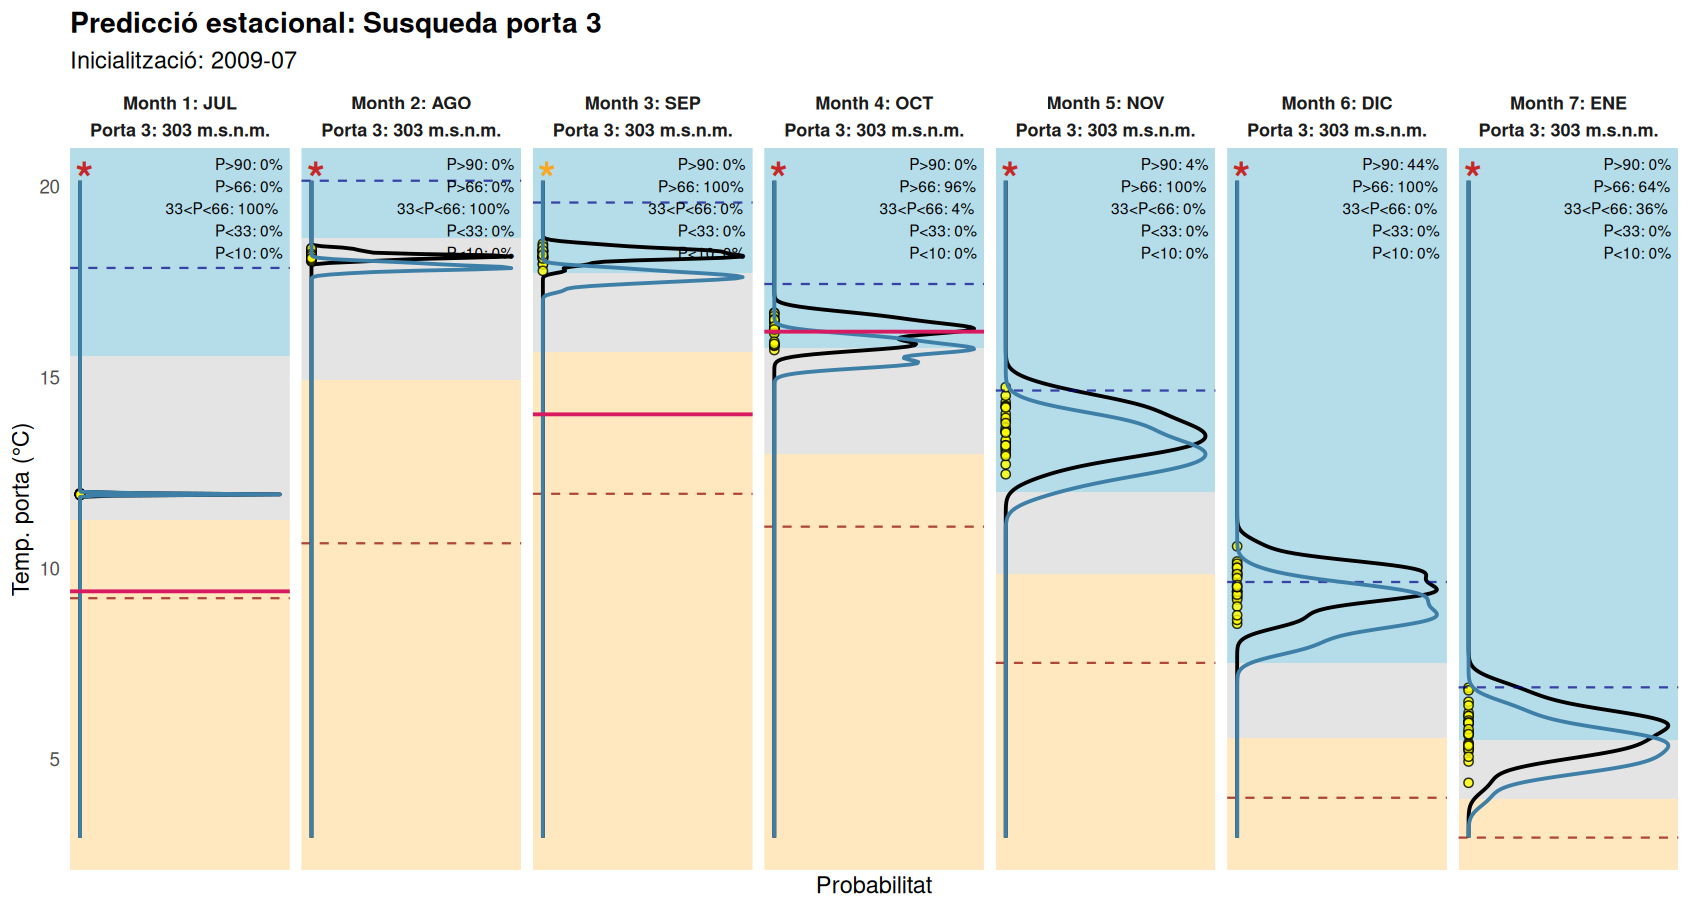 Predicció estacional: Susqueda porta 3
Inicialització: 2009-07
Month 1: JUL
Porta 3: 303 m.s.n.m.
Month 2: AGO
Porta 3: 303 m.s.n.m.
Month 3: SEP
Porta 3: 303 m.s.n.m.
Month 4: OCT
Porta 3: 303 m.s.n.m.
Month 5: NOV
Porta 3: 303 m.s.n.m.
Month 6: DIC
Porta 3: 303 m.s.n.m.
Month 7: ENE
Porta 3: 303 m.s.n.m.
Temp. porta (°C)
20
15
10
5
*
P>90: 0%
P>66: 0%
33<P<66: 100%
P<33: 0%
P<10: 0%
*
P>90: 0%
P>66: 0%
33<P<66: 100%
P<33: 0%
P<10: 0%
*
P>90: 0%
P>66: 100%
33<P<66: 0%
P<33: 0%
P<10: 0%
*
P>90: 0%
P>66: 96%
33<P<66: 4%
P<33: 0%
P<10: 0%
*
P>90: 4%
P>66: 100%
33<P<66: 0%
P<33: 0%
P<10: 0%
*
P>90: 44%
P>66: 100%
33<P<66: 0%
P<33: 0%
P<10: 0%
*
P>90: 0%
P>66: 64%
33<P<66: 36%
P<33: 0%
P<10: 0%
Probabilitat